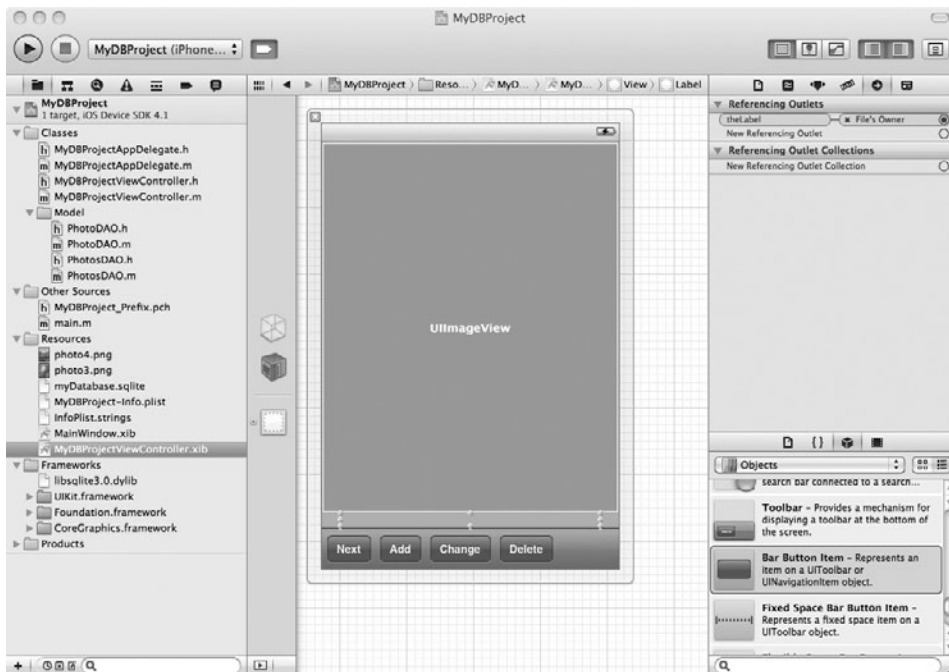 MyDBProject
MyDBProject (iPhone...
MyDBProject
1 target, iOS Device SDK 4.1
Classes
h MyDBProjectAppDelegate.h
m MyDBProjectAppDelegate.m
h MyDBProjectViewController.h
m MyDBProjectViewController.m
Model
h PhotoDAO.h
m PhotoDAO.m
h PhotosDAO.h
m PhotosDAO.m
Other Sources
h MyDBProject_Prefix.pch
m main.m
Resources
photo4.png
photo3.png
myDatabase.sqlite
MyDBProject-Info.plist
InfoPlist.strings
MainWindow.xib
MyDBProjectViewController.xib
Frameworks
libsqlite3.0.dylib
UIKit.framework
Foundation.framework
CoreGraphics.framework
Products
MyDBProject
Reso...
MyD...
MyD...
View
Label
UIImageView
Next
Add
Change
Delete
Referencing Outlets
theLabel
File's Owner
New Referencing Outlet
Referencing Outlet Collections
New Referencing Outlet Collection
{}
Objects
search bar connected to a search...
Toolbar – Provides a mechanism for
displaying a toolbar at the bottom of
the screen.
Bar Button Item – Represents an
item on a UIToolbar or
UINavigationItem object.
Fixed Space Bar Button Item –
Represents a fixed space item on a
UIToolbar object.